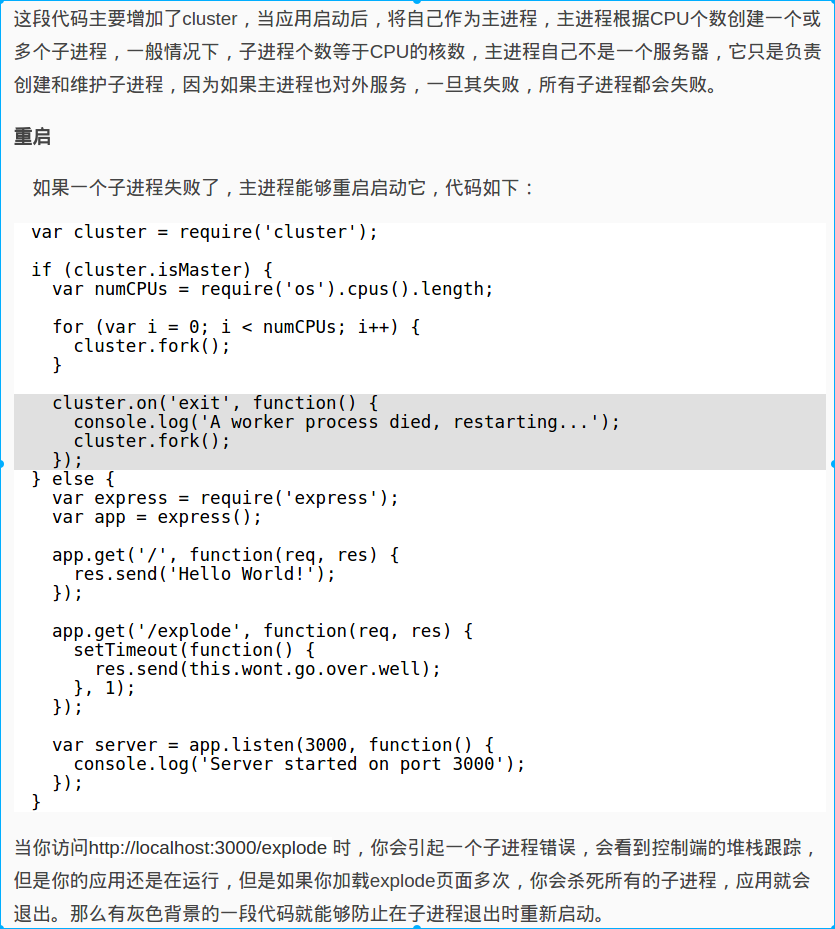 这段代码主要增加了cluster，当应用启动后，将自己作为主进程，主进程根据CPU个数创建一个或
多个子进程，一般情况下，子进程个数等于CPU的核数，主进程自己不是一个服务器，它只是负责
创建和维护子进程，因为如果主进程也对外服务，一旦其失败，所有子进程都会失败。
重启
如果一个子进程失败了，主进程能够重启启动它，代码如下：
var cluster = require('cluster');
if (cluster.isMaster) {
var numCPUs = require('os').cpus().length;
for (var i = 0; i < numCPUs; i++) {
cluster.fork();
}
cluster.on('exit', function() {
console.log('A worker process died, restarting...');
cluster.fork();
});
} else {
var express = require('express');
var app = express();
app.get('/', function(req, res) {
res.send('Hello World!');
});
app.get('/explode', function(req, res) {
setTimeout(function() {
res.send(this.wont.go.over.well);
}, 1);
});
var server = app.listen(3000, function() {
console.log('Server started on port 3000');
});
}
当你访问http://localhost:3000/explode 时，你会引起一个子进程错误，会看到控制端的堆栈跟踪，
但是你的应用还是在运行，但是如果你加载explode页面多次，你会杀死所有的子进程，应用就会
退出。那么有灰色背景的一段代码就能够防止在子进程退出时重新启动。